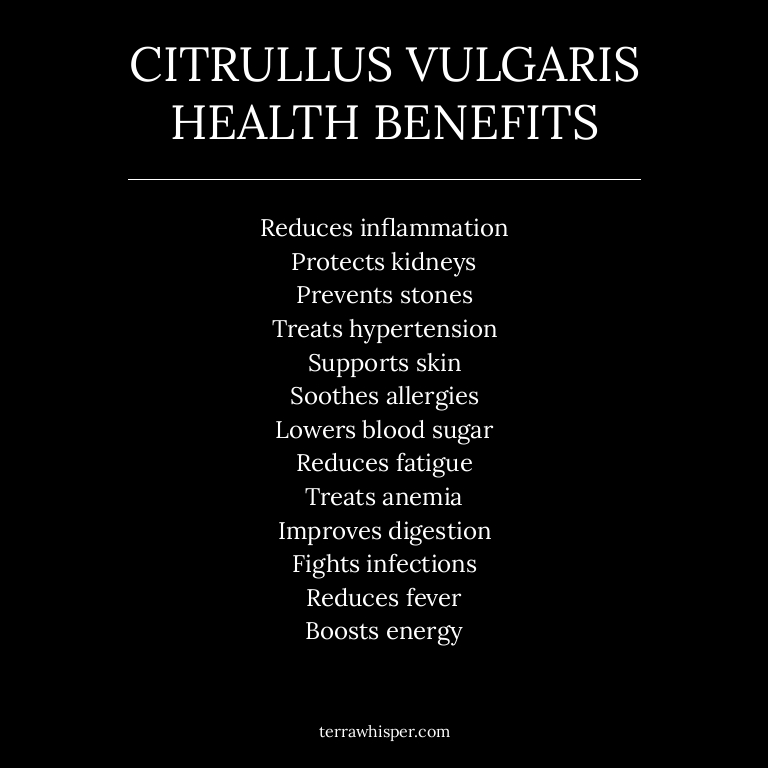 CITRULLUS VULGARIS
HEALTH BENEFITS
Reduces inflammation
Protects kidneys
Prevents stones
Treats hypertension
Supports skin
Soothes allergies
Lowers blood sugar
Reduces fatigue
Treats anemia
Improves digestion
Fights infections
Reduces fever
Boosts energy
terrawhisper.com